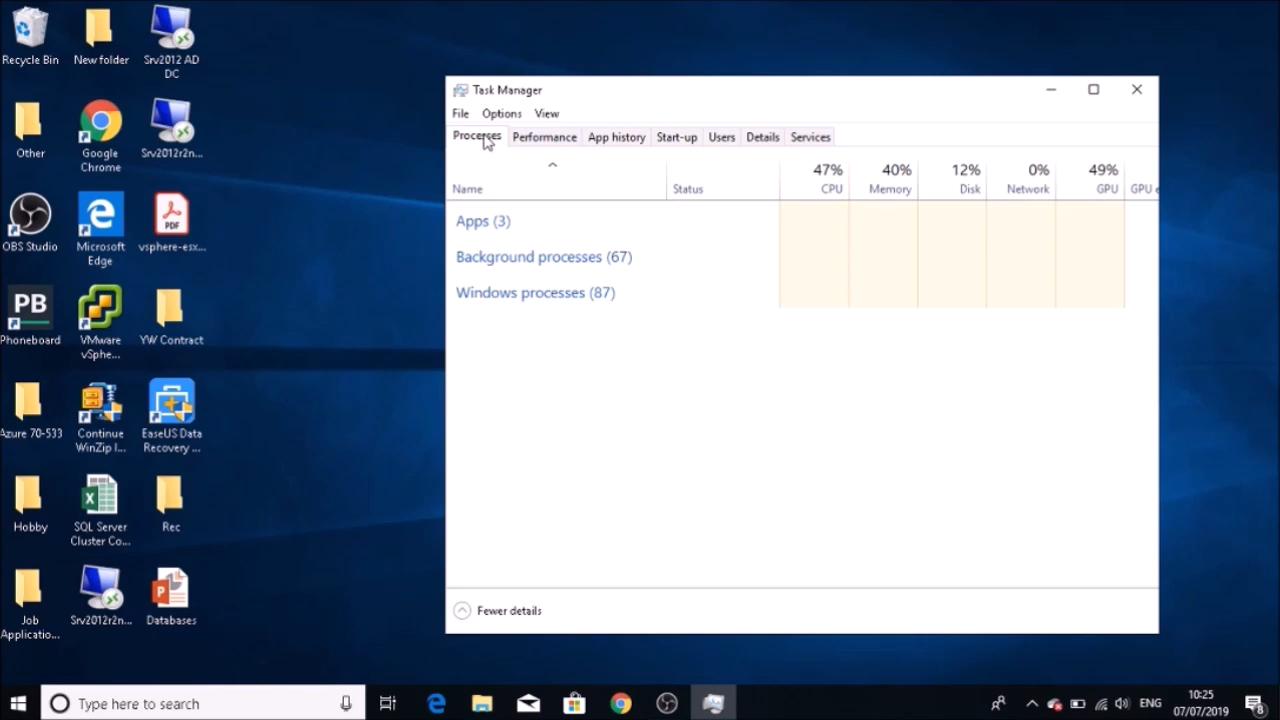 Recycle Bin
New folder
Srv2012 AD
DC
Other
Google
Chrome
Srv2012r2n...
OBS Studio
Microsoft
Edge
PDF
vsphere-esx...
PB
Phoneboard
VMware
vSphe...
YW Contract
Azure 70-533
Continue
WinZip I...
EaseUS Data
Recovery ...
Hobby
SQL Server
Cluster Co...
Rec
Job
Applicatio...
Srv2012r2n...
Databases
Task Manager
File Options View
Processes Performance App history Start-up Users Details Services
47% 40% 12% 0% 49%
Name Status CPU Memory Disk Network GPU GPU e
Apps (3)
Background processes (67)
Windows processes (87)
Fewer details
Type here to search
ENG
10:25
07/07/2019
8